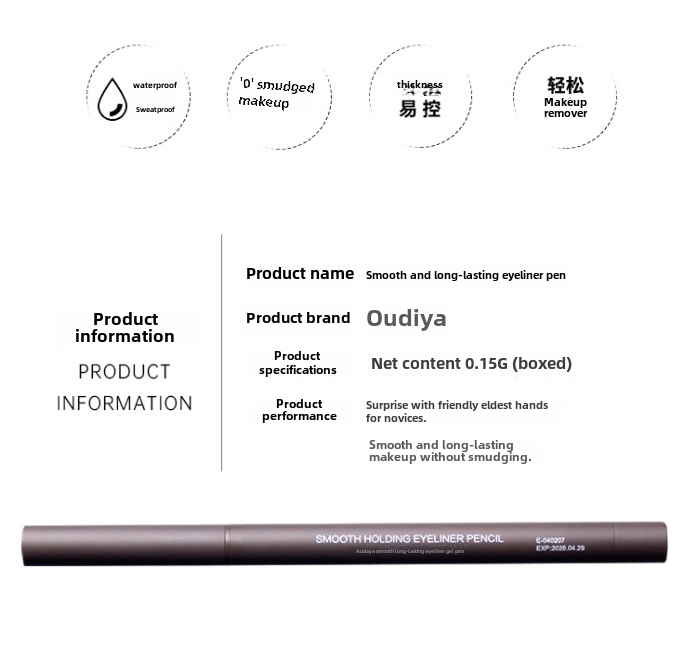 waterproof
Sweatproof
'0' smudged
makeup
thickness
易 控
轻松
Makeup
remover
Product
information
PRODUCT
INFORMATION
Product name Smooth and long-lasting eyeliner pen
Product brand Oudiya
Product
specifications
Net content 0.15G (boxed)
Product
performance
Surprise with friendly eldest hands
for novices.
Smooth and long-lasting
makeup without smudging.
SMOOTH HOLDING EYELINER PENCIL
Aodaya smooth long-lasting eyeliner gel pen
E-040207
EXP:2026.04.29